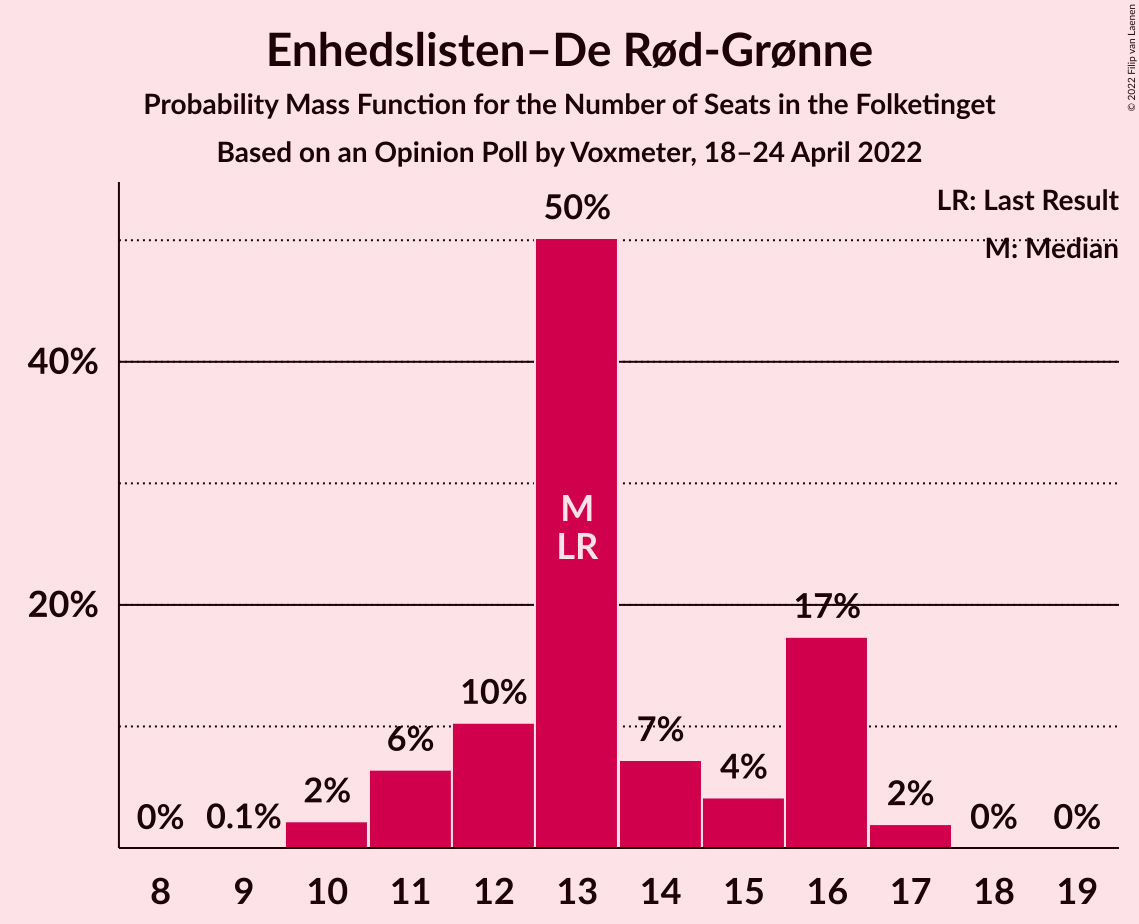 Enhedslisten–De Rød-Grønne
Probability Mass Function for the Number of Seats in the Folketinget
Based on an Opinion Poll by Voxmeter, 18–24 April 2022
© 2022 Filip van Laenen
LR: Last Result
M: Median
40%
20%
0%
0.1%
2%
6%
10%
50%
7%
4%
17%
2%
0%
0%
M
LR
8 9 10 11 12 13 14 15 16 17 18 19